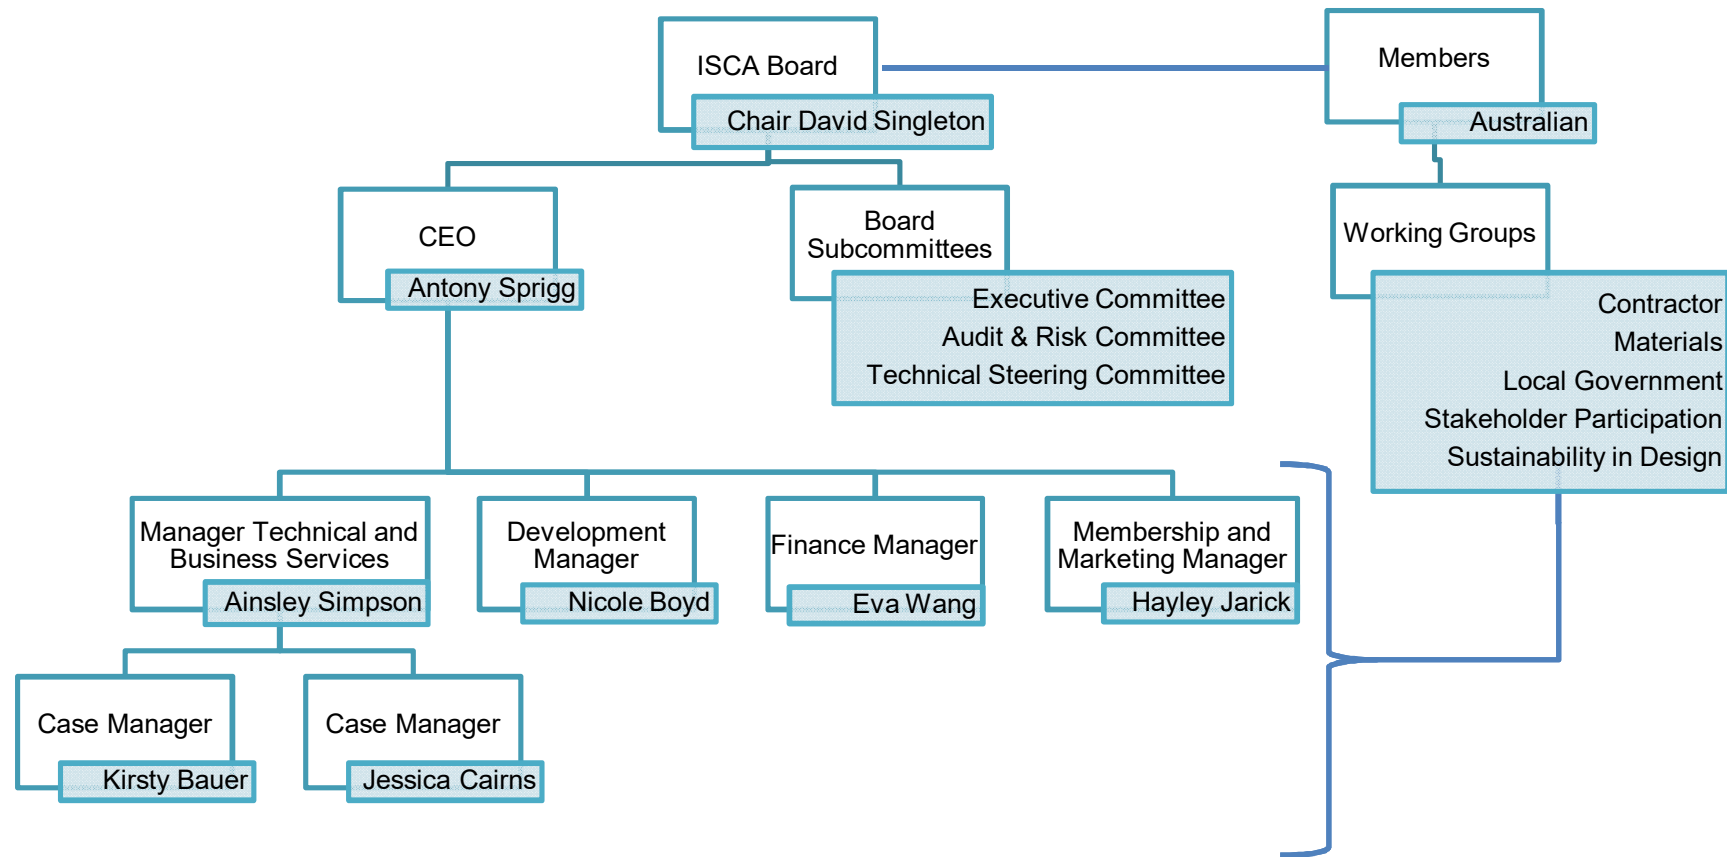 ISCA Board
Chair David Singleton
Members
Australian
CEO
Antony Sprigg
Board
Subcommittees
Executive Committee
Audit & Risk Committee
Technical Steering Committee
Working Groups
Contractor
Materials
Local Government
Stakeholder Participation
Sustainability in Design
Manager Technical and
Business Services
Ainsley Simpson
Development
Manager
Nicole Boyd
Finance Manager
Eva Wang
Membership and
Marketing Manager
Hayley Jarick
Case Manager
Kirsty Bauer
Case Manager
Jessica Cairns